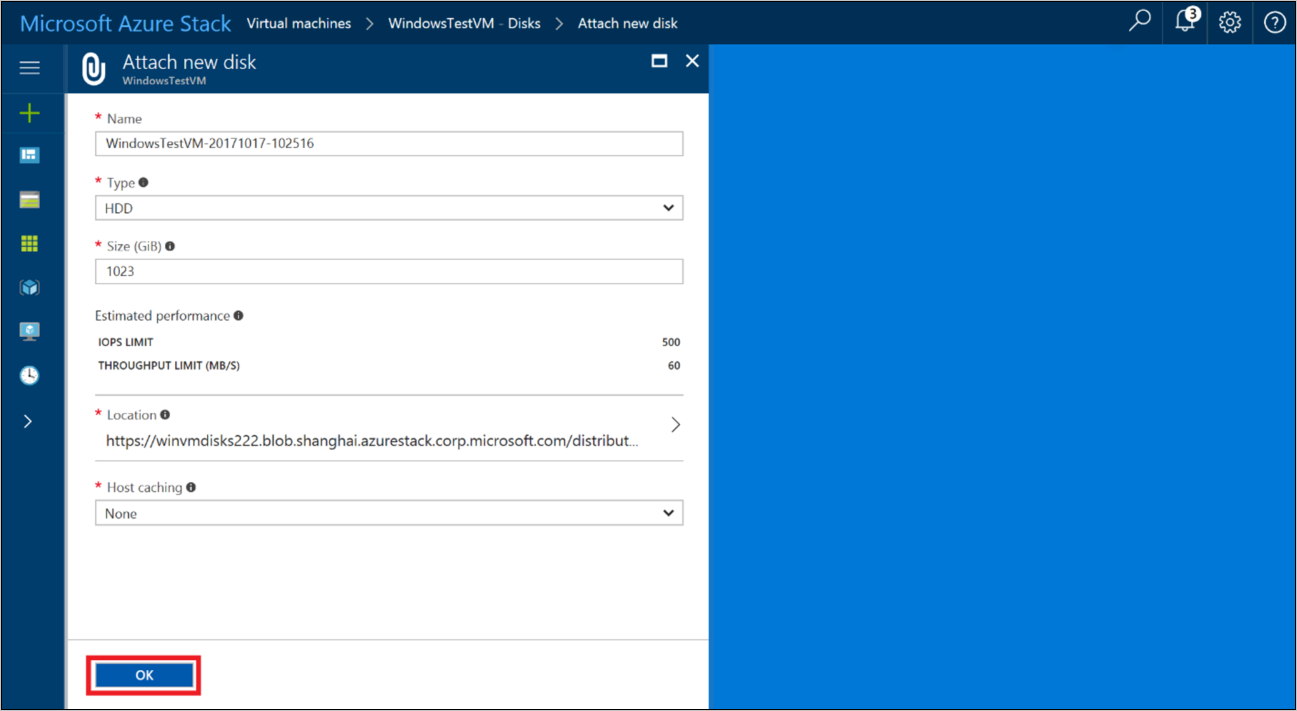 Microsoft Azure Stack Virtual machines > WindowsTestVM - Disks > Attach new disk 3
Attach new disk
WindowsTestVM
* Name
WindowsTestVM-20171017-102516
* Type
HDD
* Size (GiB)
1023
Estimated performance
IOPS LIMIT 500
THROUGHPUT LIMIT (MB/S) 60
* Location
https://winvmdisks222.blob.shanghai.azurestack.corp.microsoft.com/distribut...
* Host caching
None
OK